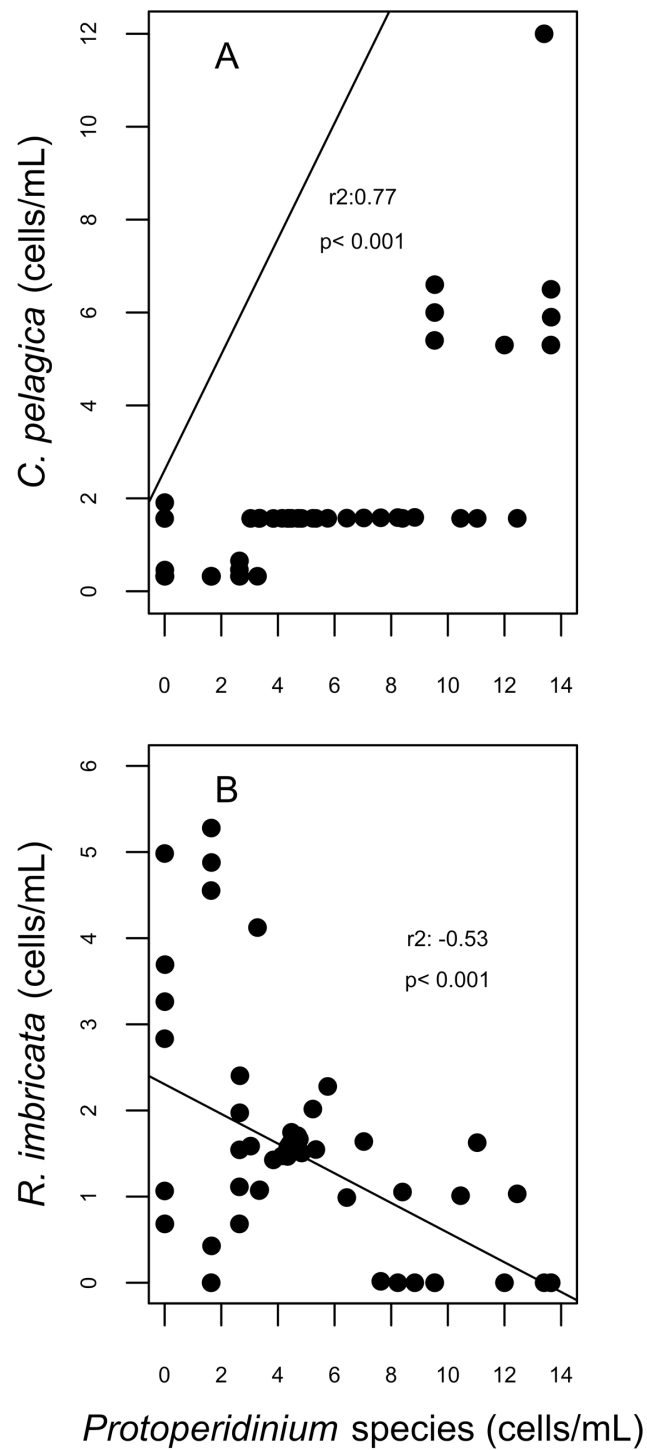 A
12
10
8
6
4
2
0
C. pelagica (cells/mL)
r2:0.77
p< 0.001
0 2 4 6 8 10 12 14
B
6
5
4
3
2
1
0
R. imbricata (cells/mL)
r2: -0.53
p< 0.001
0 2 4 6 8 10 12 14
Protoperidinium species (cells/mL)